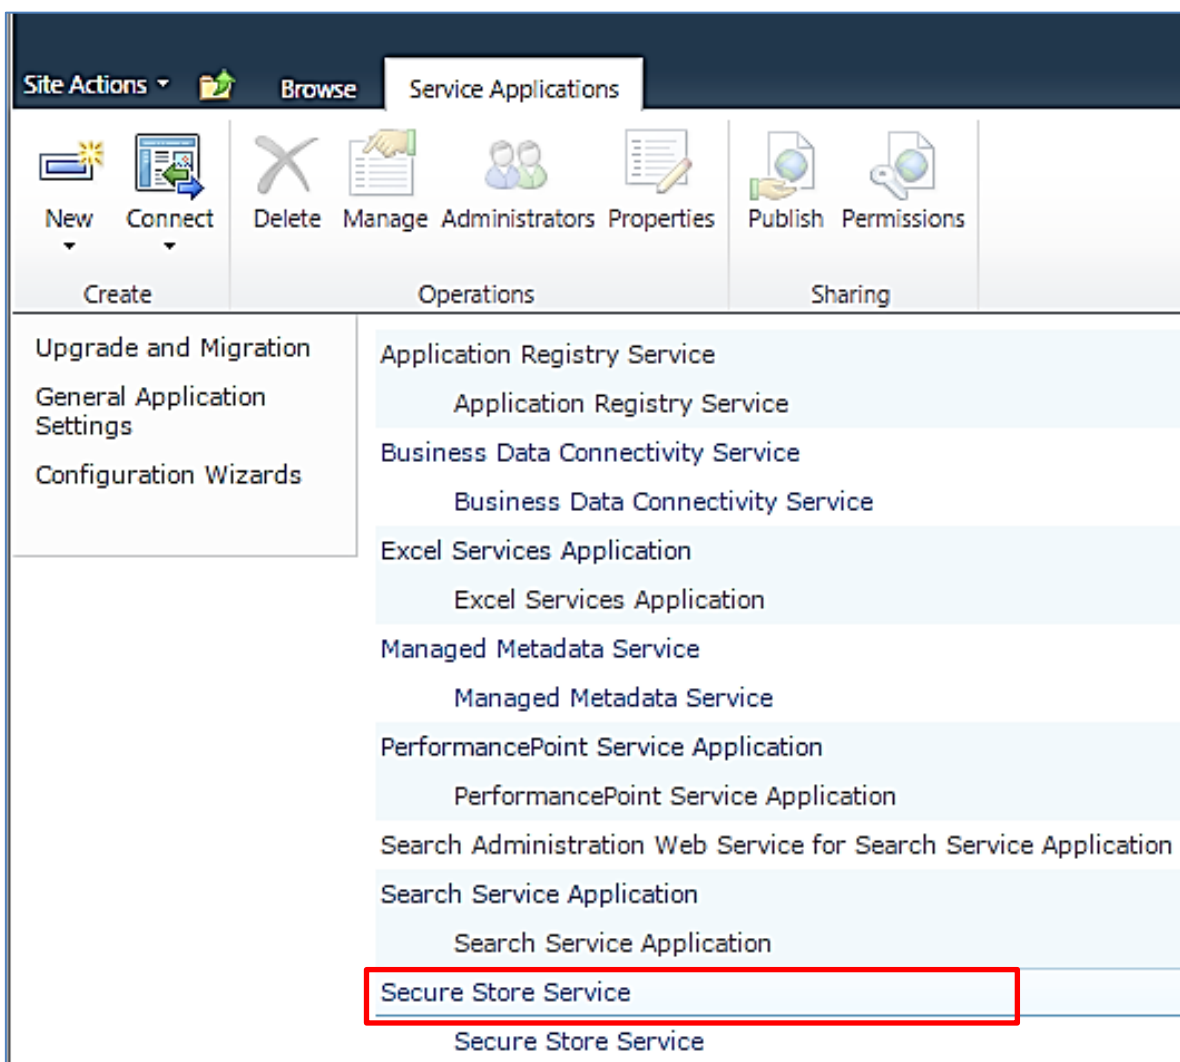 Site Actions
Browse
Service Applications
New
Connect
Delete
Manage
Administrators
Properties
Publish
Permissions
Create
Operations
Sharing
Upgrade and Migration
General Application
Settings
Configuration Wizards
Application Registry Service
Application Registry Service
Business Data Connectivity Service
Business Data Connectivity Service
Excel Services Application
Excel Services Application
Managed Metadata Service
Managed Metadata Service
PerformancePoint Service Application
PerformancePoint Service Application
Search Administration Web Service for Search Service Application
Search Service Application
Search Service Application
Secure Store Service
Secure Store Service